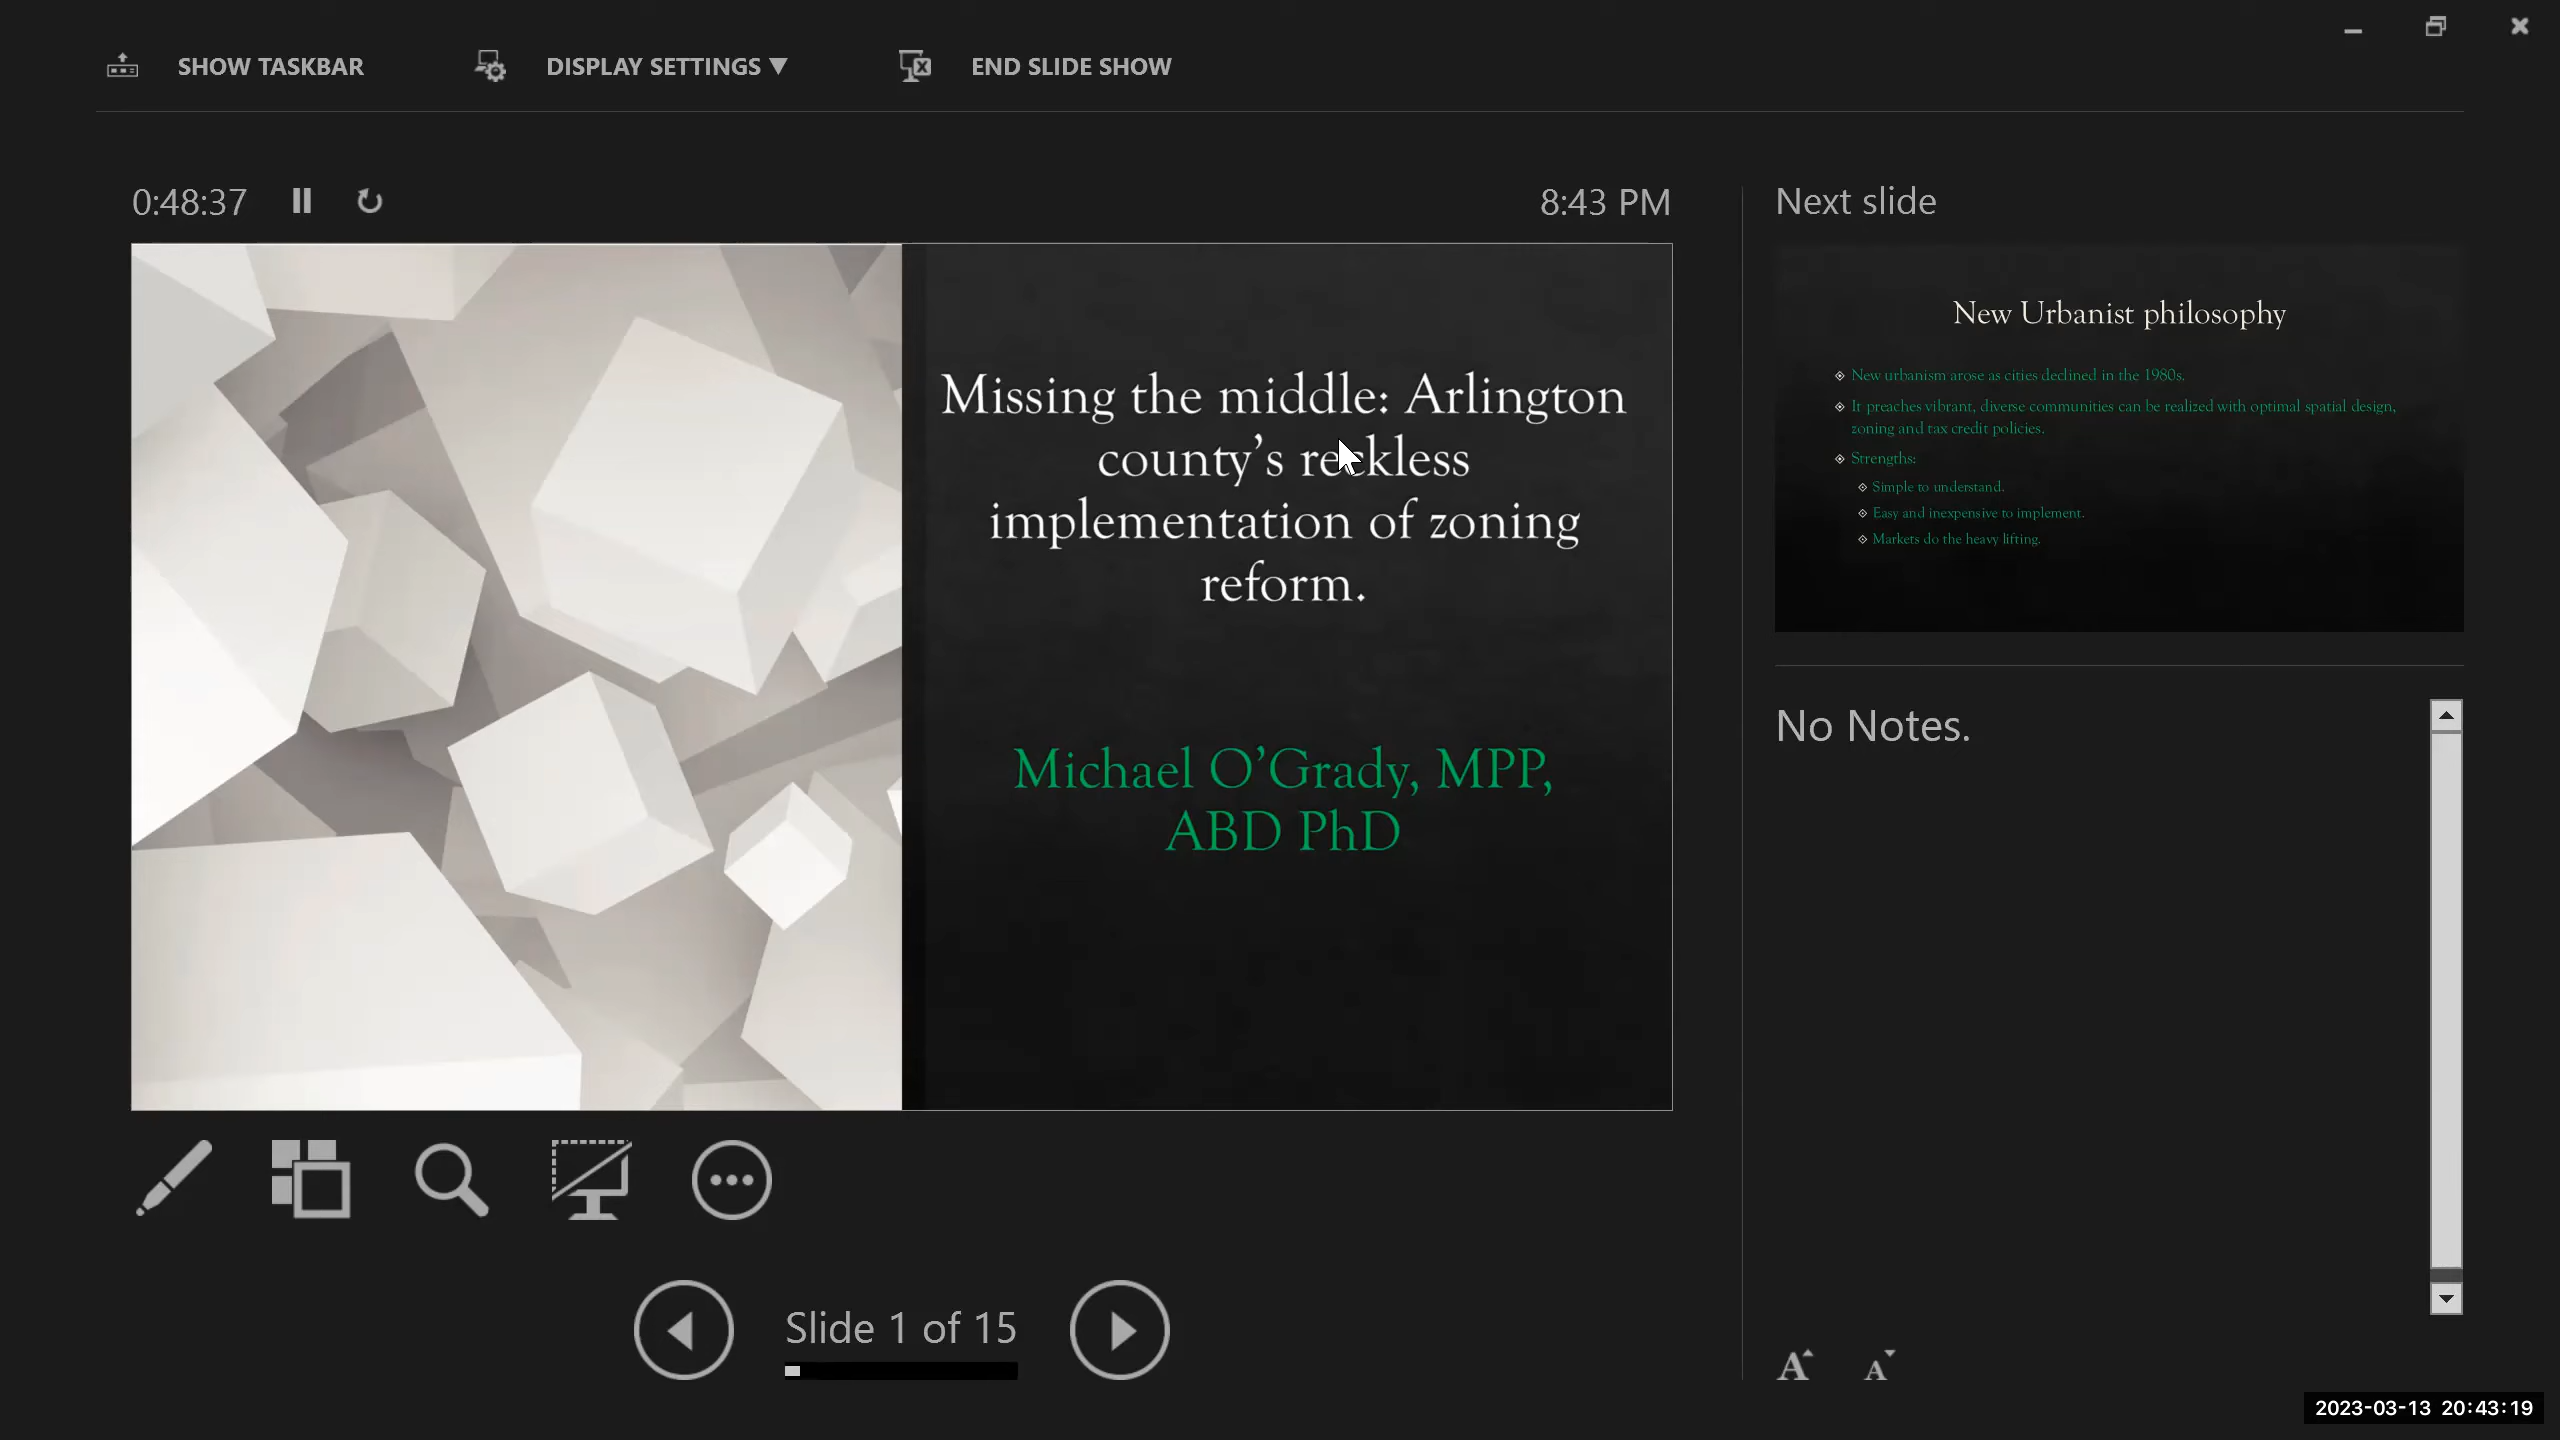 SHOW TASKBAR
DISPLAY SETTINGS ▼
END SLIDE SHOW
0:48:37
8:43 PM
Missing the middle: Arlington
county’s reckless
implementation of zoning
reform.
Michael O’Grady, MPP,
ABD PhD
Next slide
New Urbanist philosophy
New urbanism arose as cities declined in the 1980s.
It preaches vibrant, diverse communities can be realized with optimal spatial design,
zoning and tax credit policies.
Strengths:
Simple to understand.
Easy and inexpensive to implement.
Markets do the heavy lifting.
No Notes.
Slide 1 of 15
A A
2023-03-13 20:43:19